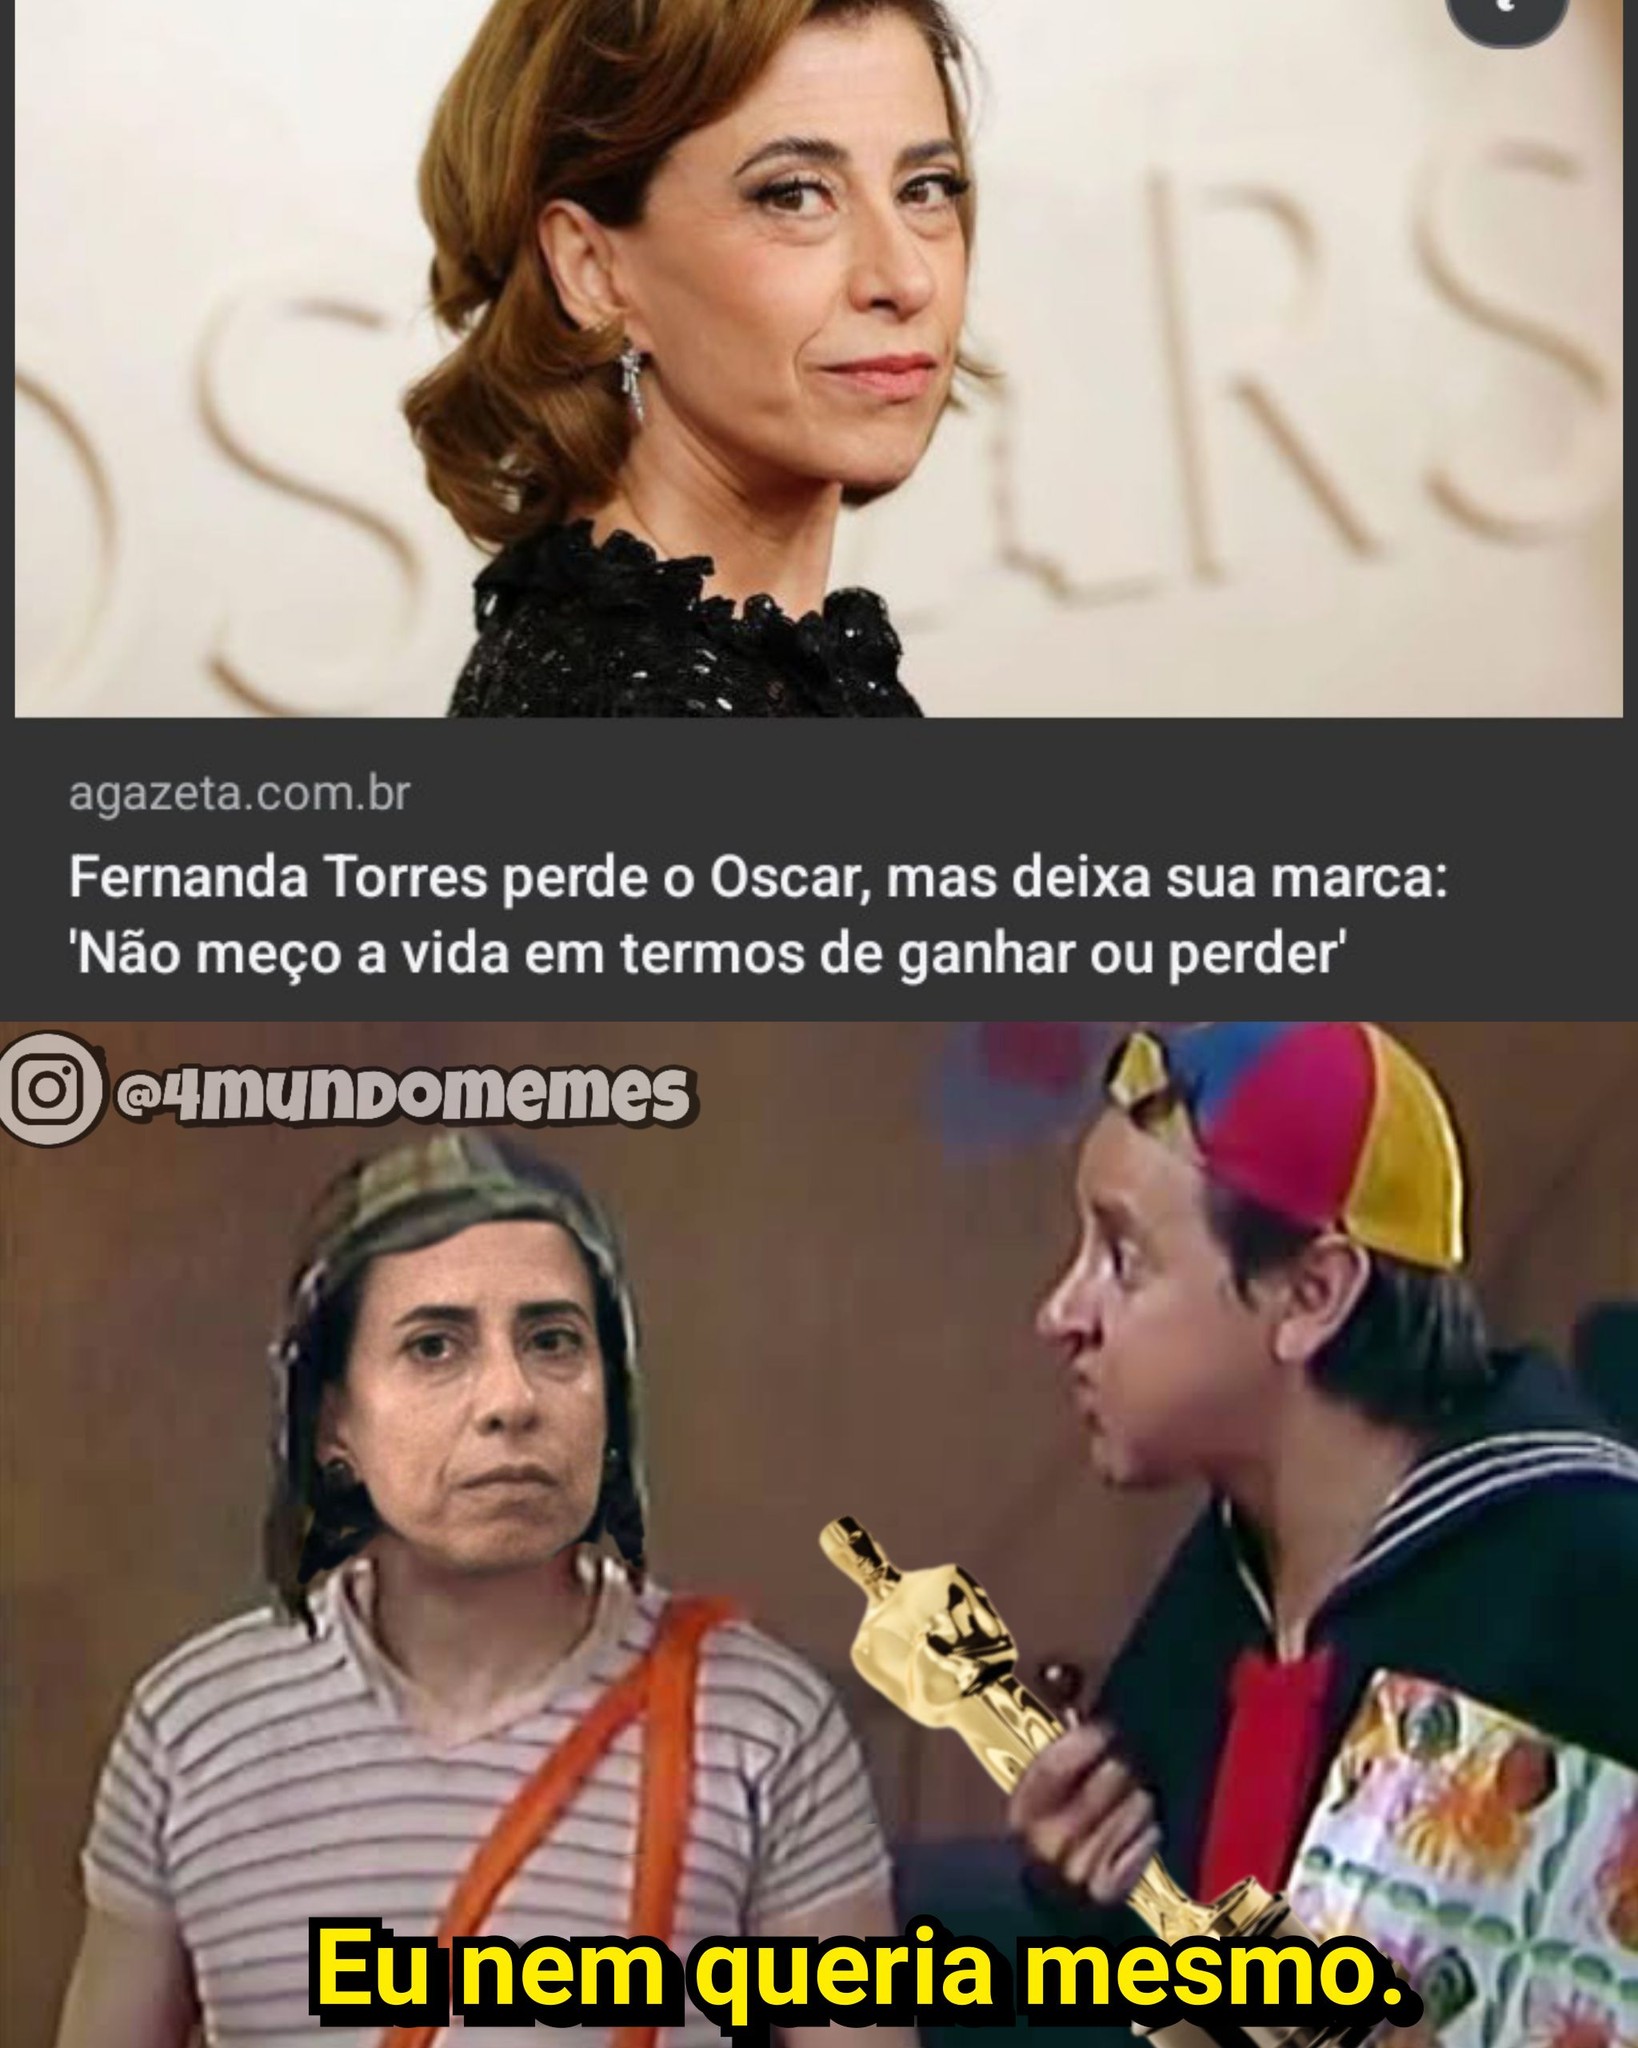 OSCARS
agazeta.com.br
Fernanda Torres perde o Oscar, mas deixa sua marca:
'Não meço a vida em termos de ganhar ou perder'
@4mundomemes
Eu nem queria mesmo.